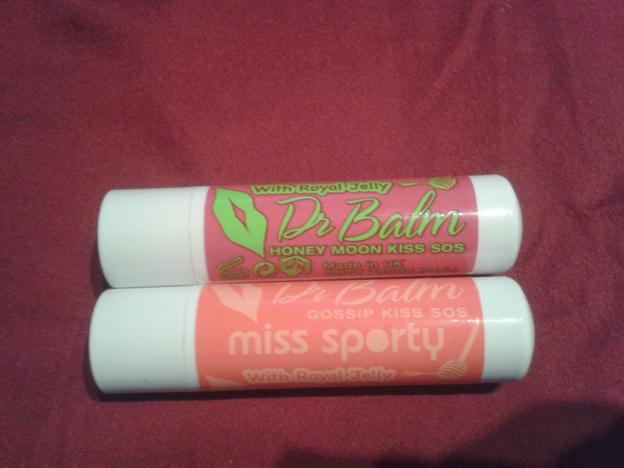 With Royal Jelly
Dr Balm
HONEY MOON KISS SOS
Made in UK
Dr Balm
GOSSIP KISS SOS
miss sporty
With Royal Jelly